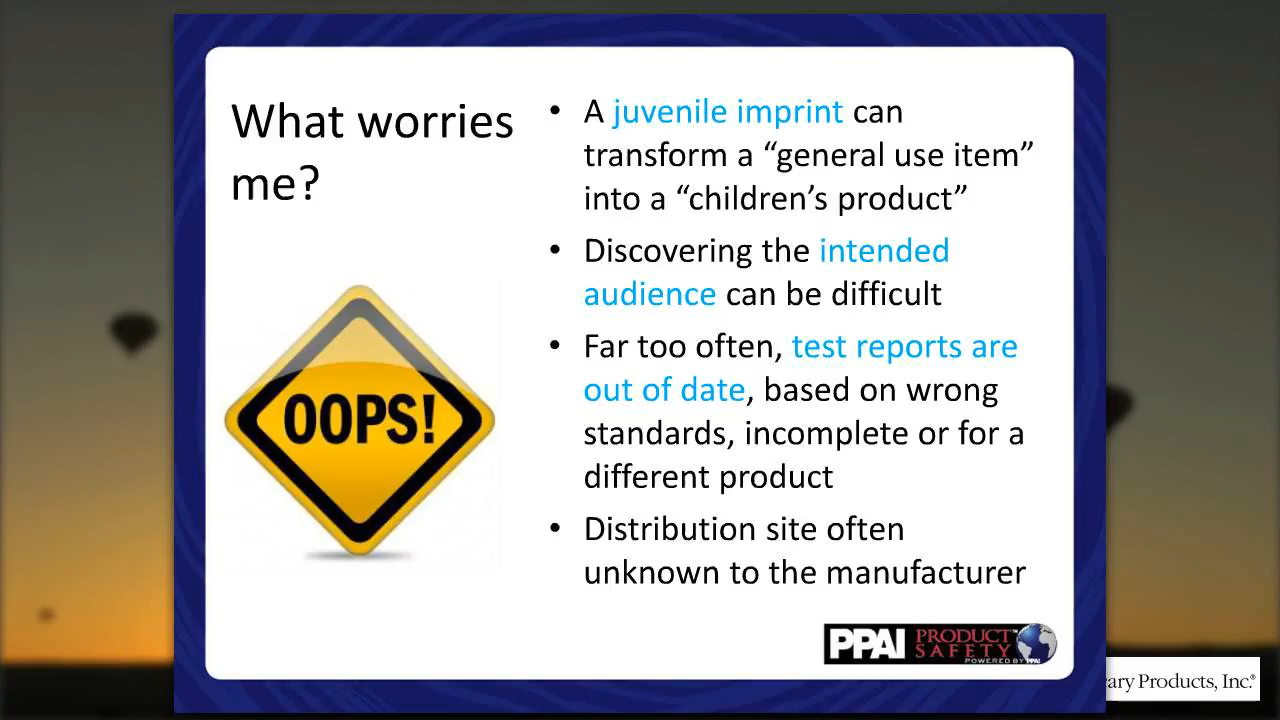 What worries
me?
• A juvenile imprint can
transform a “general use item”
into a “children’s product”
• Discovering the intended
audience can be difficult
• Far too often, test reports are
out of date, based on wrong
standards, incomplete or for a
different product
• Distribution site often
unknown to the manufacturer
OOPS!
PPAI PRODUCT™
SAFETY
POWERED BY PPAI
Products, Inc.®